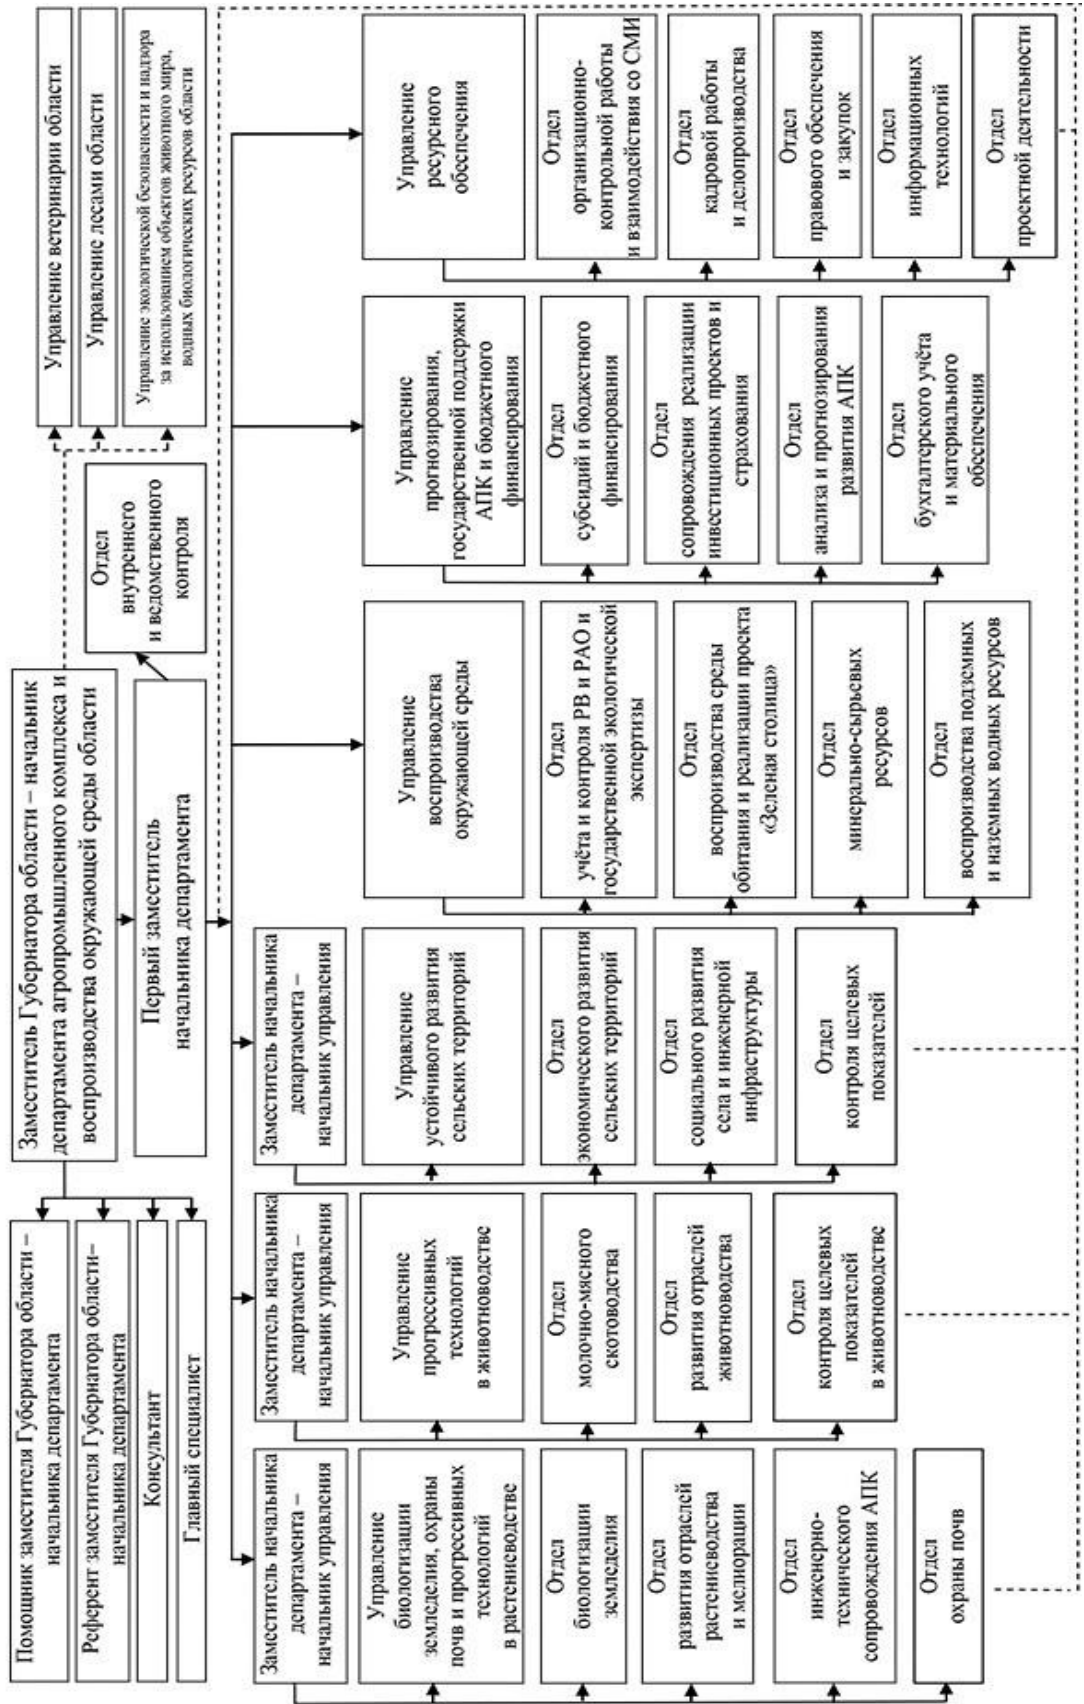 Помощник заместителя Губернатора области –
начальника департамента
Референт заместителя Губернатора области–
начальника департамента
Консультант
Главный специалист
Заместитель Губернатора области – начальник
департамента агропромышленного комплекса и
воспроизводства окружающей среды области
Первый заместитель
начальника департамента
Отдел
внутреннего
и ведомственного
контроля
Управление ветеринарии области
Управление лесами области
Управление экологической безопасности и надзора
за использованием объектов животного мира,
водных биологических ресурсов области
Заместитель начальника
департамента –
начальник управления
Управление
биологизации
земледелия, охраны
почв и прогрессивных
технологий
в растениеводстве
Отдел
биологизации
земледелия
Отдел
развития отраслей
растениеводства
и мелиорации
Отдел
инженерно-
технического
сопровождения АПК
Отдел
охраны почв
Заместитель начальника
департамента –
начальник управления
Управление
прогрессивных
технологий
в животноводстве
Отдел
молочно-мясного
скотоводства
Отдел
развития отраслей
животноводства
Отдел
контроля целевых
показателей
в животноводстве
Заместитель начальника
департамента –
начальник управления
Управление
устойчивого развития
сельских территорий
Отдел
экономического развития
сельских территорий
Отдел
социального развития
села и инженерной
инфраструктуры
Отдел
контроля целевых
показателей
Управление
воспроизводства
окружающей среды
Отдел
учёта и контроля РВ и РАО и
государственной экологической
экспертизы
Отдел
воспроизводства среды
обитания и реализации проекта
«Зеленая столица»
Отдел
минерально-сырьевых
ресурсов
Отдел
воспроизводства подземных
и наземных водных ресурсов
Управление
прогнозирования,
государственной поддержки
АПК и бюджетного
финансирования
Отдел
субсидий и бюджетного
финансирования
Отдел
сопровождения реализации
инвестиционных проектов и
страхования
Отдел
анализа и прогнозирования
развития АПК
Отдел
бухгалтерского учёта
и материального
обеспечения
Управление
ресурсного
обеспечения
Отдел
организационно-
контрольной работы
и взаимодействия со СМИ
Отдел
кадровой работы
и делопроизводства
Отдел
правового обеспечения
и закупок
Отдел
информационных
технологий
Отдел
проектной деятельности